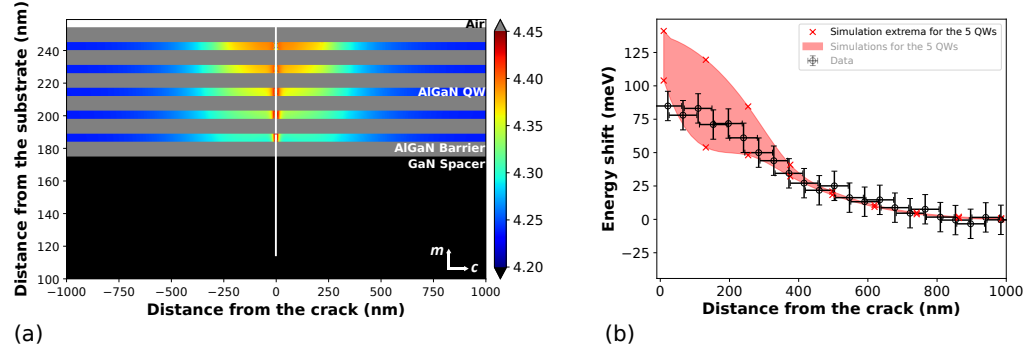 Air
AlGaN QW
AlGaN Barrier
GaN Spacer
m
c
240
220
200
180
160
140
120
100
−1000 −750 −500 −250 0 250 500 750 1000
Distance from the substrate (nm)
Distance from the crack (nm)
4.45
4.40
4.35
4.30
4.25
4.20
(a)
Simulation extrema for the 5 QWs
Simulations for the 5 QWs
Data
125
100
75
50
25
0
−25
0 200 400 600 800 1000
Energy shift (meV)
Distance from the crack (nm)
(b)